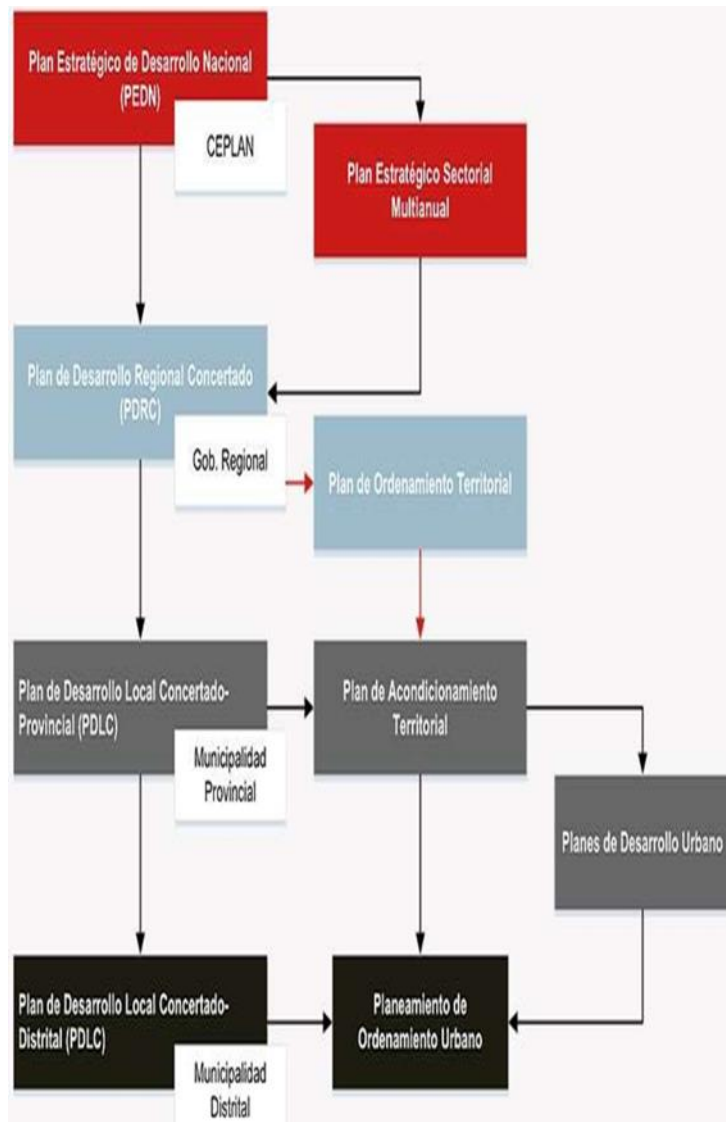 Plan Estratégico de Desarrollo Nacional
(PEDN)
CEPLAN
Plan Estratégico Sectorial
Multianual
Plan de Desarrollo Regional Concertado
(PDRC)
Gob. Regional
Plan de Ordenamiento Territorial
Plan de Desarrollo Local Concertado-
Provincial (PDLC)
Municipalidad
Provincial
Plan de Acondicionamiento
Territorial
Planes de Desarrollo Urbano
Plan de Desarrollo Local Concertado-
Distrital (PDLC)
Municipalidad
Distrital
Planeamiento de
Ordenamiento Urbano